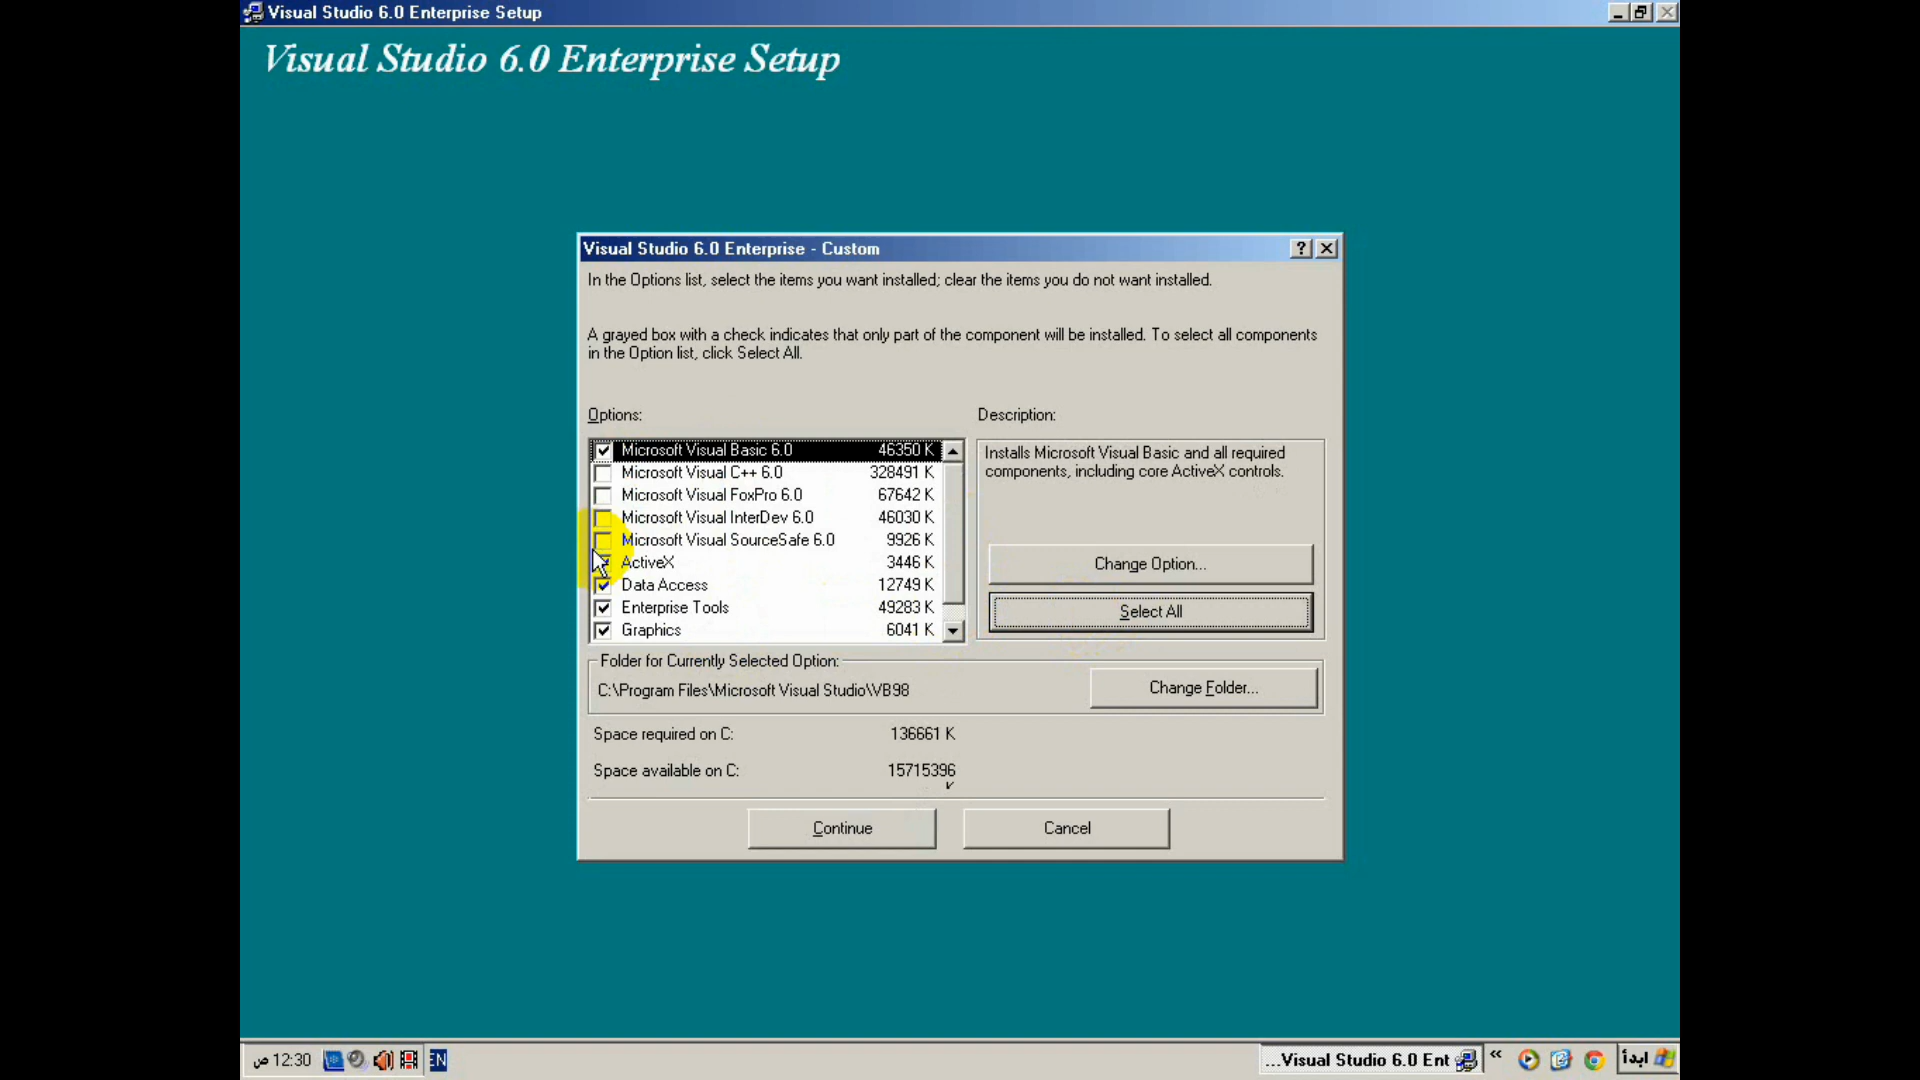 Visual Studio 6.0 Enterprise Setup
Visual Studio 6.0 Enterprise Setup
Visual Studio 6.0 Enterprise - Custom
In the Options list, select the items you want installed; clear the items you do not want installed.
A grayed box with a check indicates that only part of the component will be installed. To select all components
in the Option list, click Select All.
Options:
Microsoft Visual Basic 6.0 46350 K
Microsoft Visual C++ 6.0 328491 K
Microsoft Visual FoxPro 6.0 67642 K
Microsoft Visual InterDev 6.0 46030 K
Microsoft Visual SourceSafe 6.0 9926 K
ActiveX 3446 K
Data Access 12749 K
Enterprise Tools 49283 K
Graphics 6041 K
Description:
Installs Microsoft Visual Basic and all required
components, including core ActiveX controls.
Change Option...
Select All
Folder for Currently Selected Option:
C:\Program Files\Microsoft Visual Studio\VB98
Change Folder...
Space required on C: 136661 K
Space available on C: 15715396
Continue
Cancel
12:30 ص
EN
...Visual Studio 6.0 Ent
ابدأ